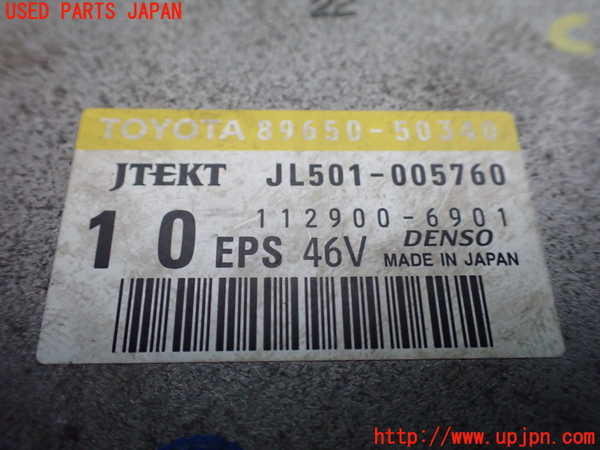 USED PARTS JAPAN
22
C
TOYOTA 89650-50340
JTEKT JL501-005760
10 EPS 46V
112900-6901
DENSO
MADE IN JAPAN
http://www.upjpn.com/